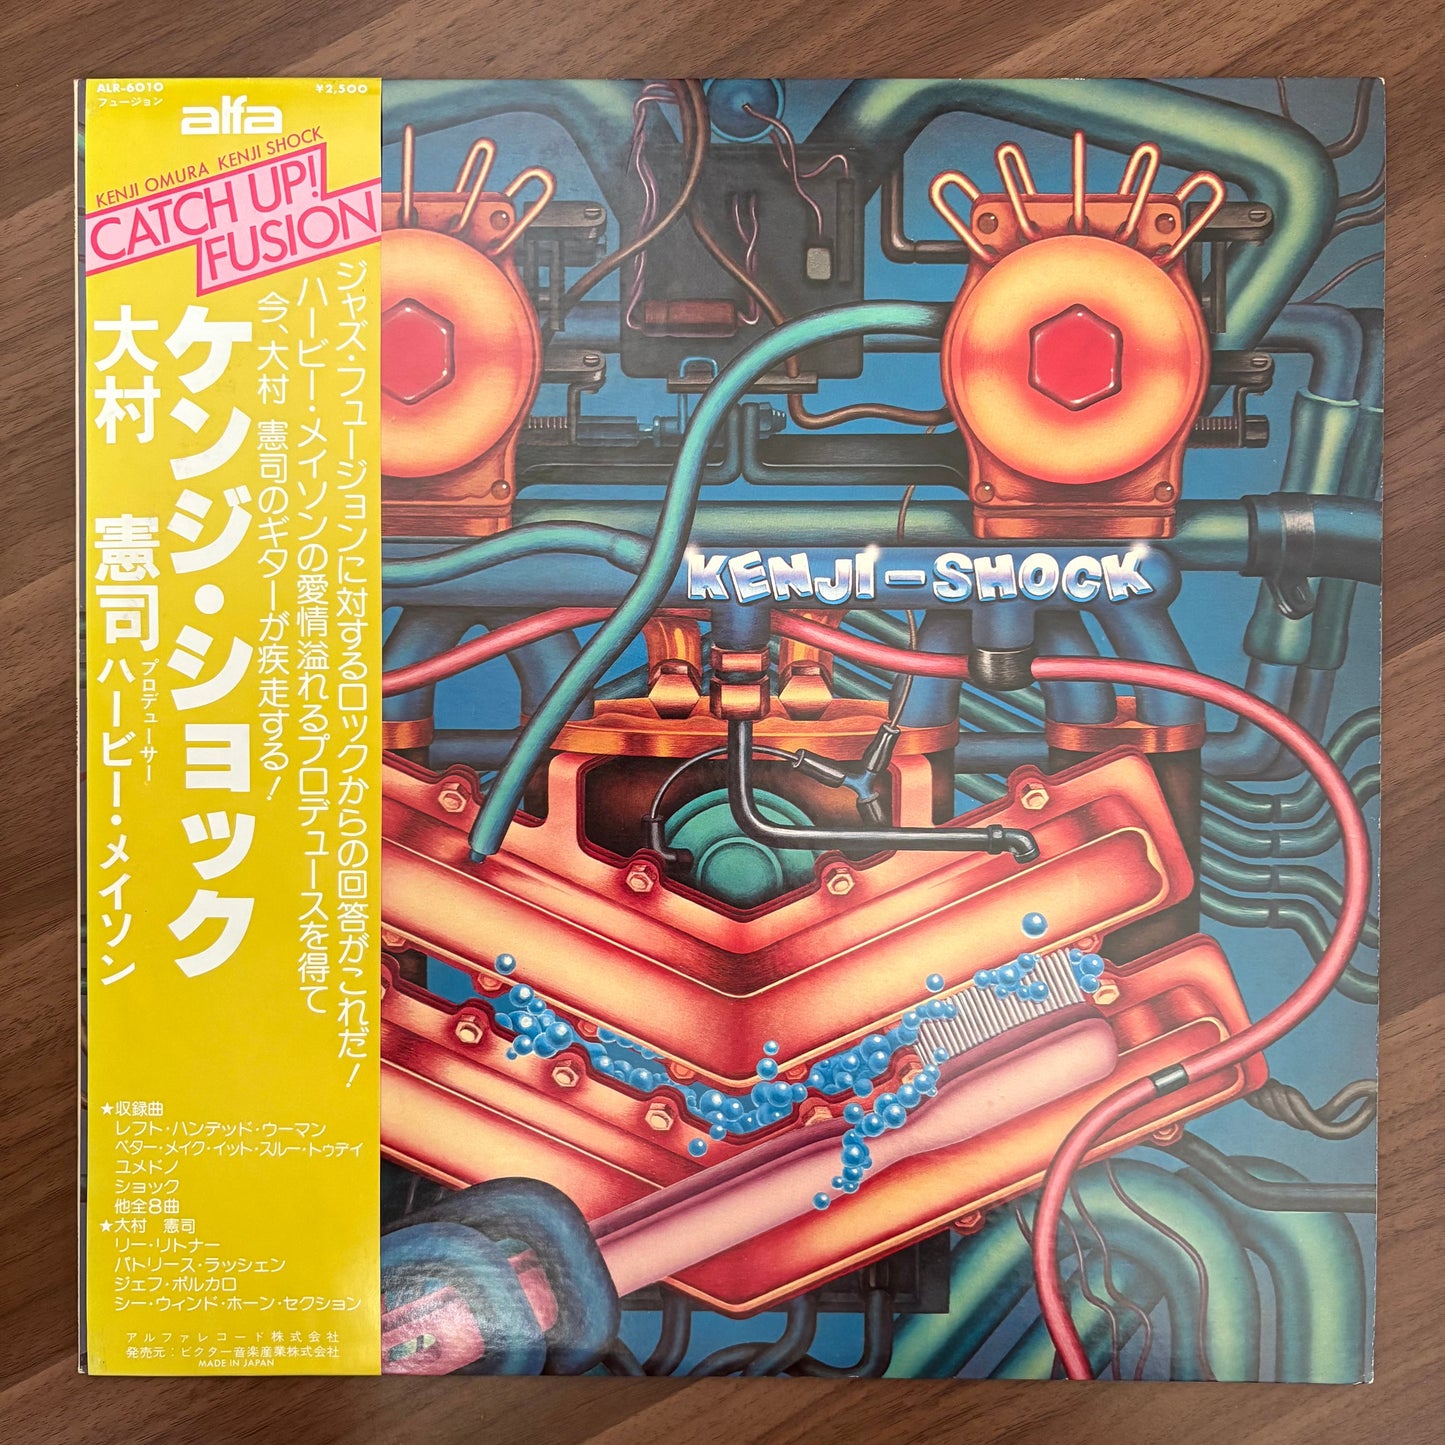 ALR-6010
¥2,500
フュージョン
alfa
KENJI OMURA KENJI SHOCK
CATCH UP!
FUSION
ジャズ・フュージョンに対するロックからの回答がこれだ！
ハービー・メイソンの愛情溢れるプロデュースを得て
今、大村 憲司のギターが疾走する！
ケンジ・ショック
大村 憲司
プロデューサー
ハービー・メイソン
KENJI-SHOCK
★収録曲
レフト・ハンデッド・ウーマン
ベター・メイク・イット・スルー・トゥデイ
ユメドノ
ショック
他全8曲
★大村 憲司
リー・リトナー
パトリース・ラッシェン
ジェフ・ポルカロ
シー・ウィンド・ホーン・セクション
アルファレコード株式会社
発売元：ビクター音楽産業株式会社
MADE IN JAPAN